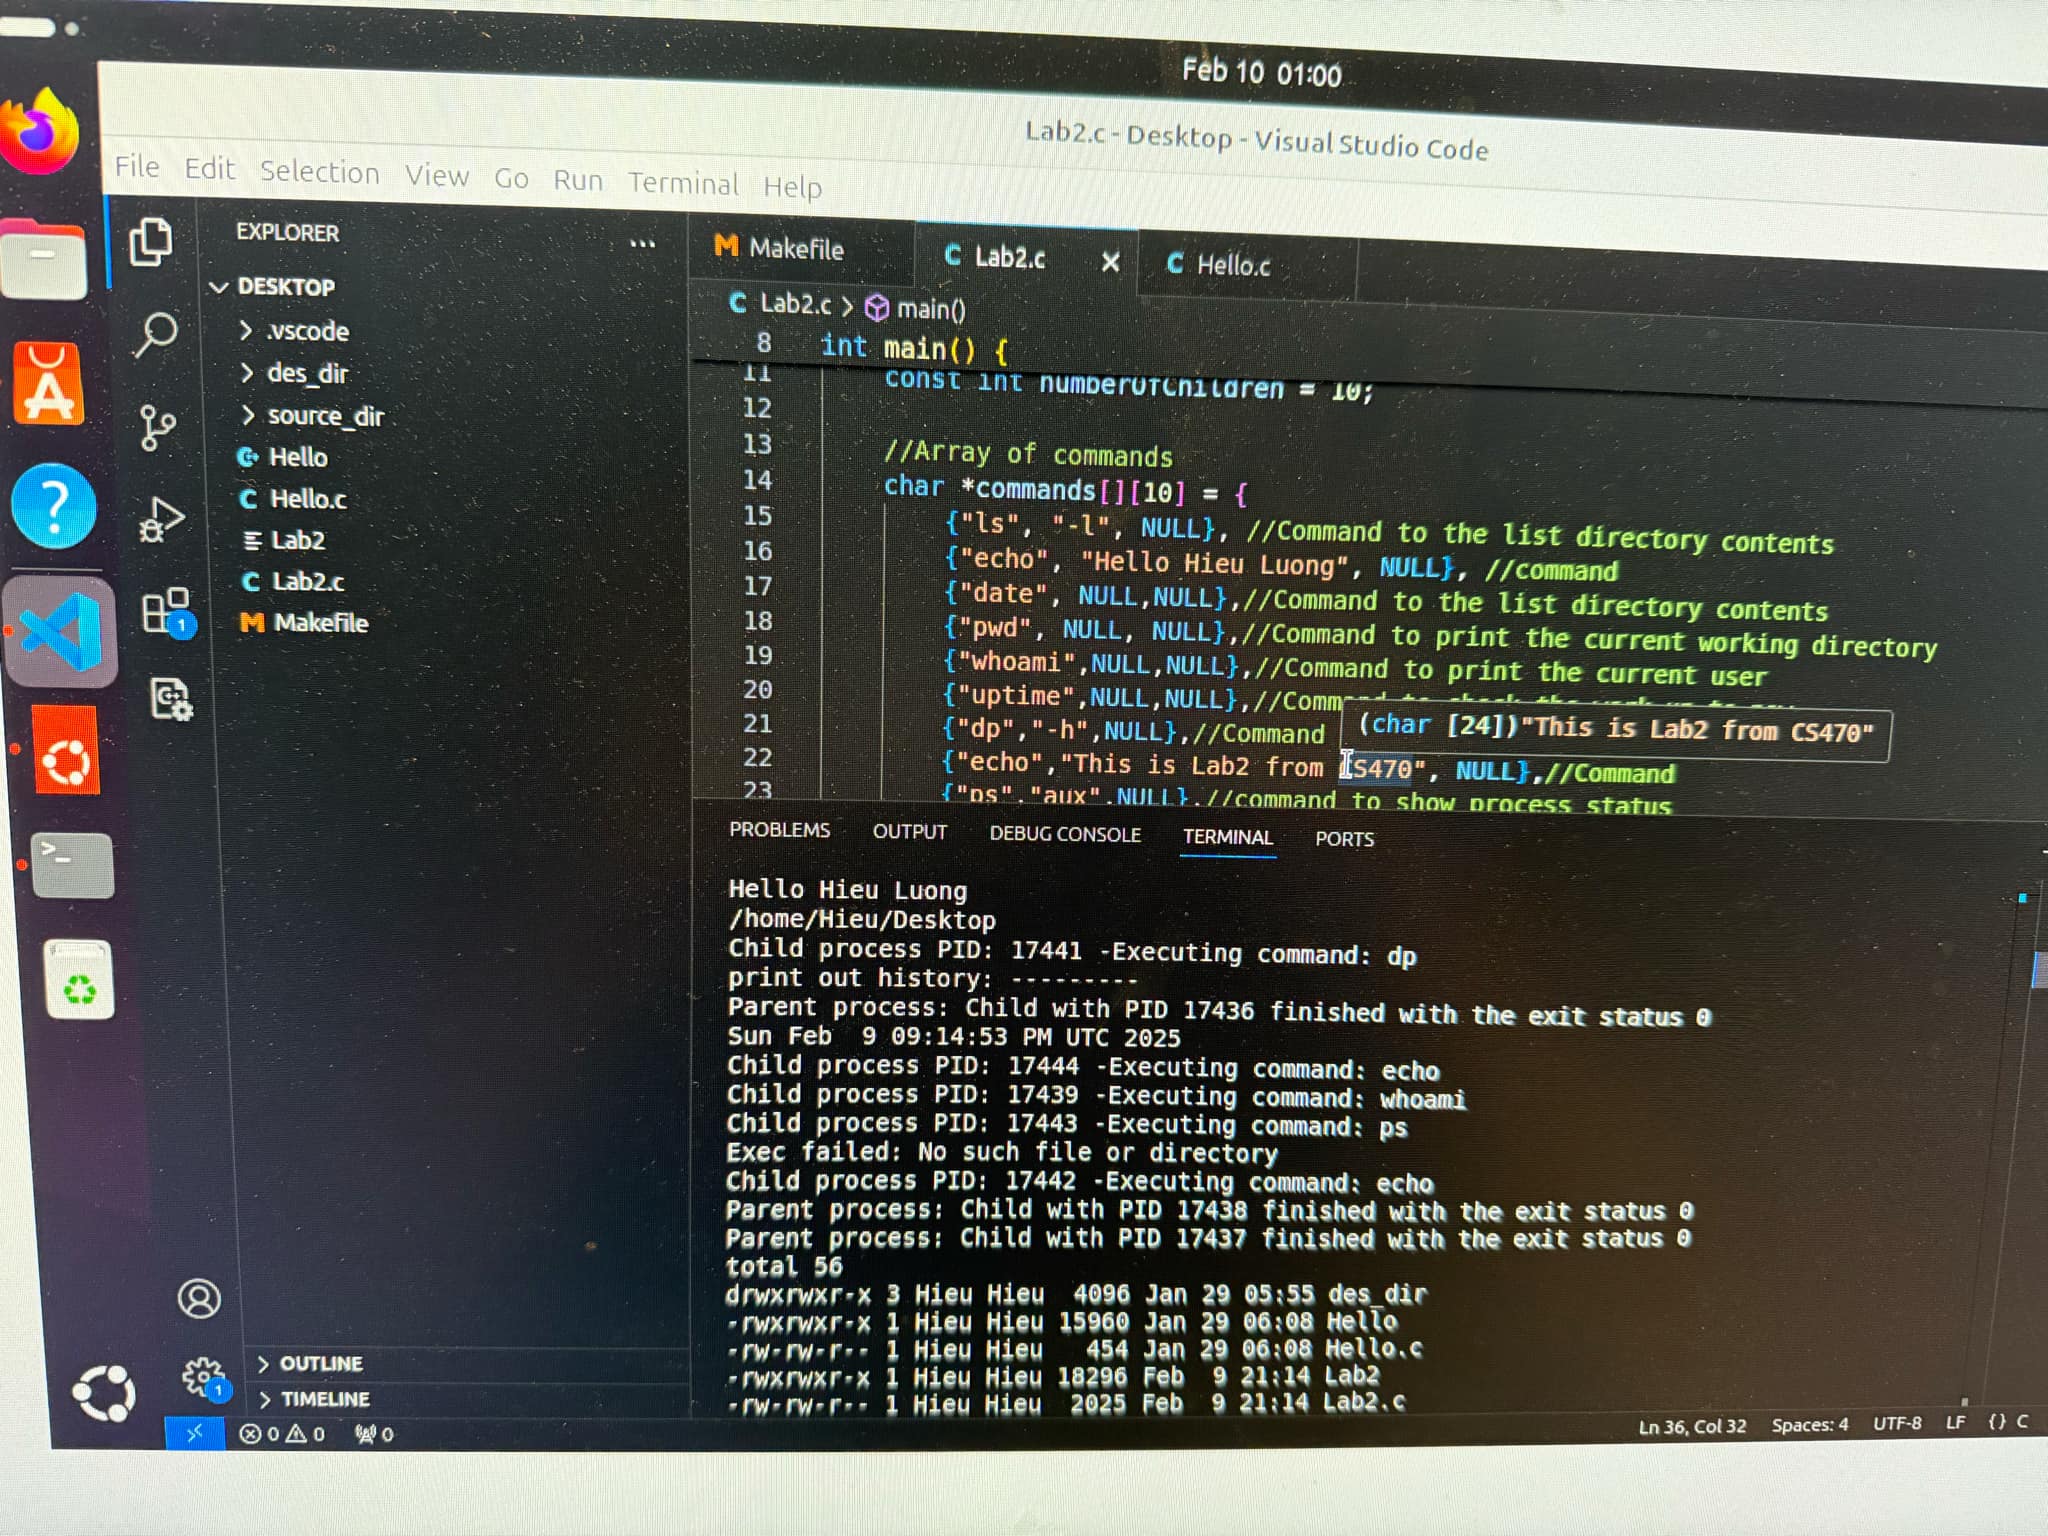 Feb 10 01:00
Lab2.c - Desktop - Visual Studio Code
File Edit Selection View Go Run Terminal Help
EXPLORER
DESKTOP
.vscode
des_dir
source_dir
Hello
Hello.c
Lab2
Lab2.c
Makefile
OUTLINE
TIMELINE
Makefile Lab2.c Hello.c
Lab2.c > main()
8 int main() {
11 const int numberOfChildren = 10;
12
13 //Array of commands
14 char *commands[][10] = {
15 {"ls", "-l", NULL}, //Command to the list directory contents
16 {"echo", "Hello Hieu Luong", NULL}, //command
17 {"date", NULL,NULL},//Command to the list directory contents
18 {"pwd", NULL, NULL},//Command to print the current working directory
19 {"whoami",NULL,NULL},//Command to print the current user
20 {"uptime",NULL,NULL},//Comm
21 {"dp","-h",NULL},//Command
(char [24])"This is Lab2 from CS470"
22 {"echo","This is Lab2 from CS470", NULL},//Command
23 {"ps","aux",NULL},//command to show process status
PROBLEMS OUTPUT DEBUG CONSOLE TERMINAL PORTS
Hello Hieu Luong
/home/Hieu/Desktop
Child process PID: 17441 -Executing command: dp
print out history: ---------
Parent process: Child with PID 17436 finished with the exit status 0
Sun Feb  9 09:14:53 PM UTC 2025
Child process PID: 17444 -Executing command: echo
Child process PID: 17439 -Executing command: whoami
Child process PID: 17443 -Executing command: ps
Exec failed: No such file or directory
Child process PID: 17442 -Executing command: echo
Parent process: Child with PID 17438 finished with the exit status 0
Parent process: Child with PID 17437 finished with the exit status 0
total 56
drwxrwxr-x 3 Hieu Hieu  4096 Jan 29 05:55 des_dir
-rwxrwxr-x 1 Hieu Hieu 15960 Jan 29 06:08 Hello
-rw-rw-r-- 1 Hieu Hieu   454 Jan 29 06:08 Hello.c
-rwxrwxr-x 1 Hieu Hieu 18296 Feb  9 21:14 Lab2
-rw-rw-r-- 1 Hieu Hieu  2025 Feb  9 21:14 Lab2.c
0 0 0 Ln 36, Col 32 Spaces: 4 UTF-8 LF {} C